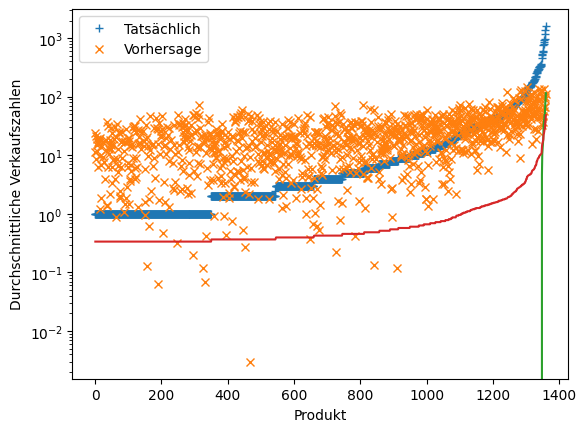 Tatsächlich
Vorhersage
Durchschnittliche Verkaufszahlen
10³
10²
10¹
10⁰
10⁻¹
10⁻²
0 200 400 600 800 1000 1200 1400
Produkt